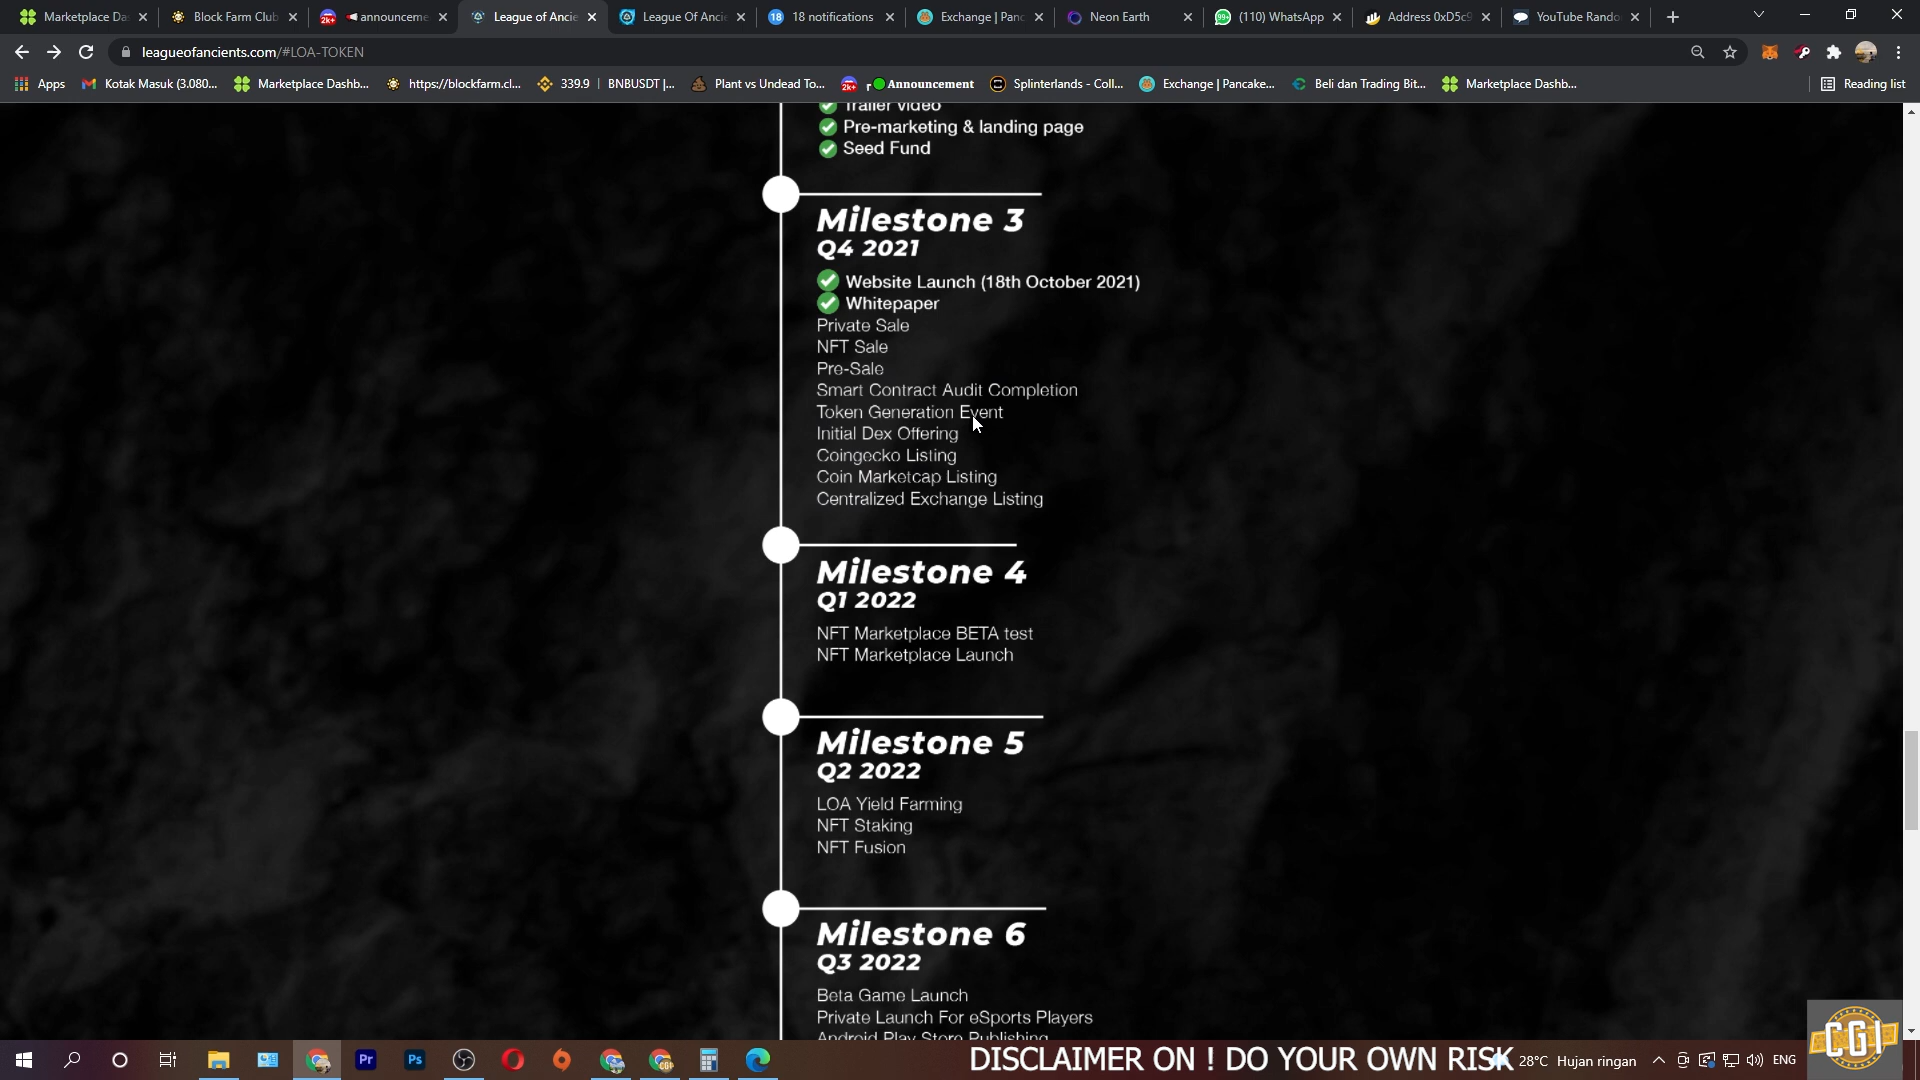 Marketplace Da
Block Farm Club
announceme
League of Ancie
League Of Ancie
18 notifications
Exchange | Panc
Neon Earth
(110) WhatsApp
Address 0xD5c9
YouTube Rando
leagueofancients.com/#LOA-TOKEN
Apps
Kotak Masuk (3.080...
Marketplace Dashb...
https://blockfarm.cl...
339.9 | BNBUSDT |...
Plant vs Undead To...
Announcement
Splinterlands - Coll...
Exchange | Pancake...
Beli dan Trading Bit...
Marketplace Dashb...
Reading list
Trailer video
Pre-marketing & landing page
Seed Fund
Milestone 3
Q4 2021
Website Launch (18th October 2021)
Whitepaper
Private Sale
NFT Sale
Pre-Sale
Smart Contract Audit Completion
Token Generation Event
Initial Dex Offering
Coingecko Listing
Coin Marketcap Listing
Centralized Exchange Listing
Milestone 4
Q1 2022
NFT Marketplace BETA test
NFT Marketplace Launch
Milestone 5
Q2 2022
LOA Yield Farming
NFT Staking
NFT Fusion
Milestone 6
Q3 2022
Beta Game Launch
Private Launch For eSports Players
Android Play Store Publishing
DISCLAIMER ON ! DO YOUR OWN RISK
28°C Hujan ringan
ENG
CGI